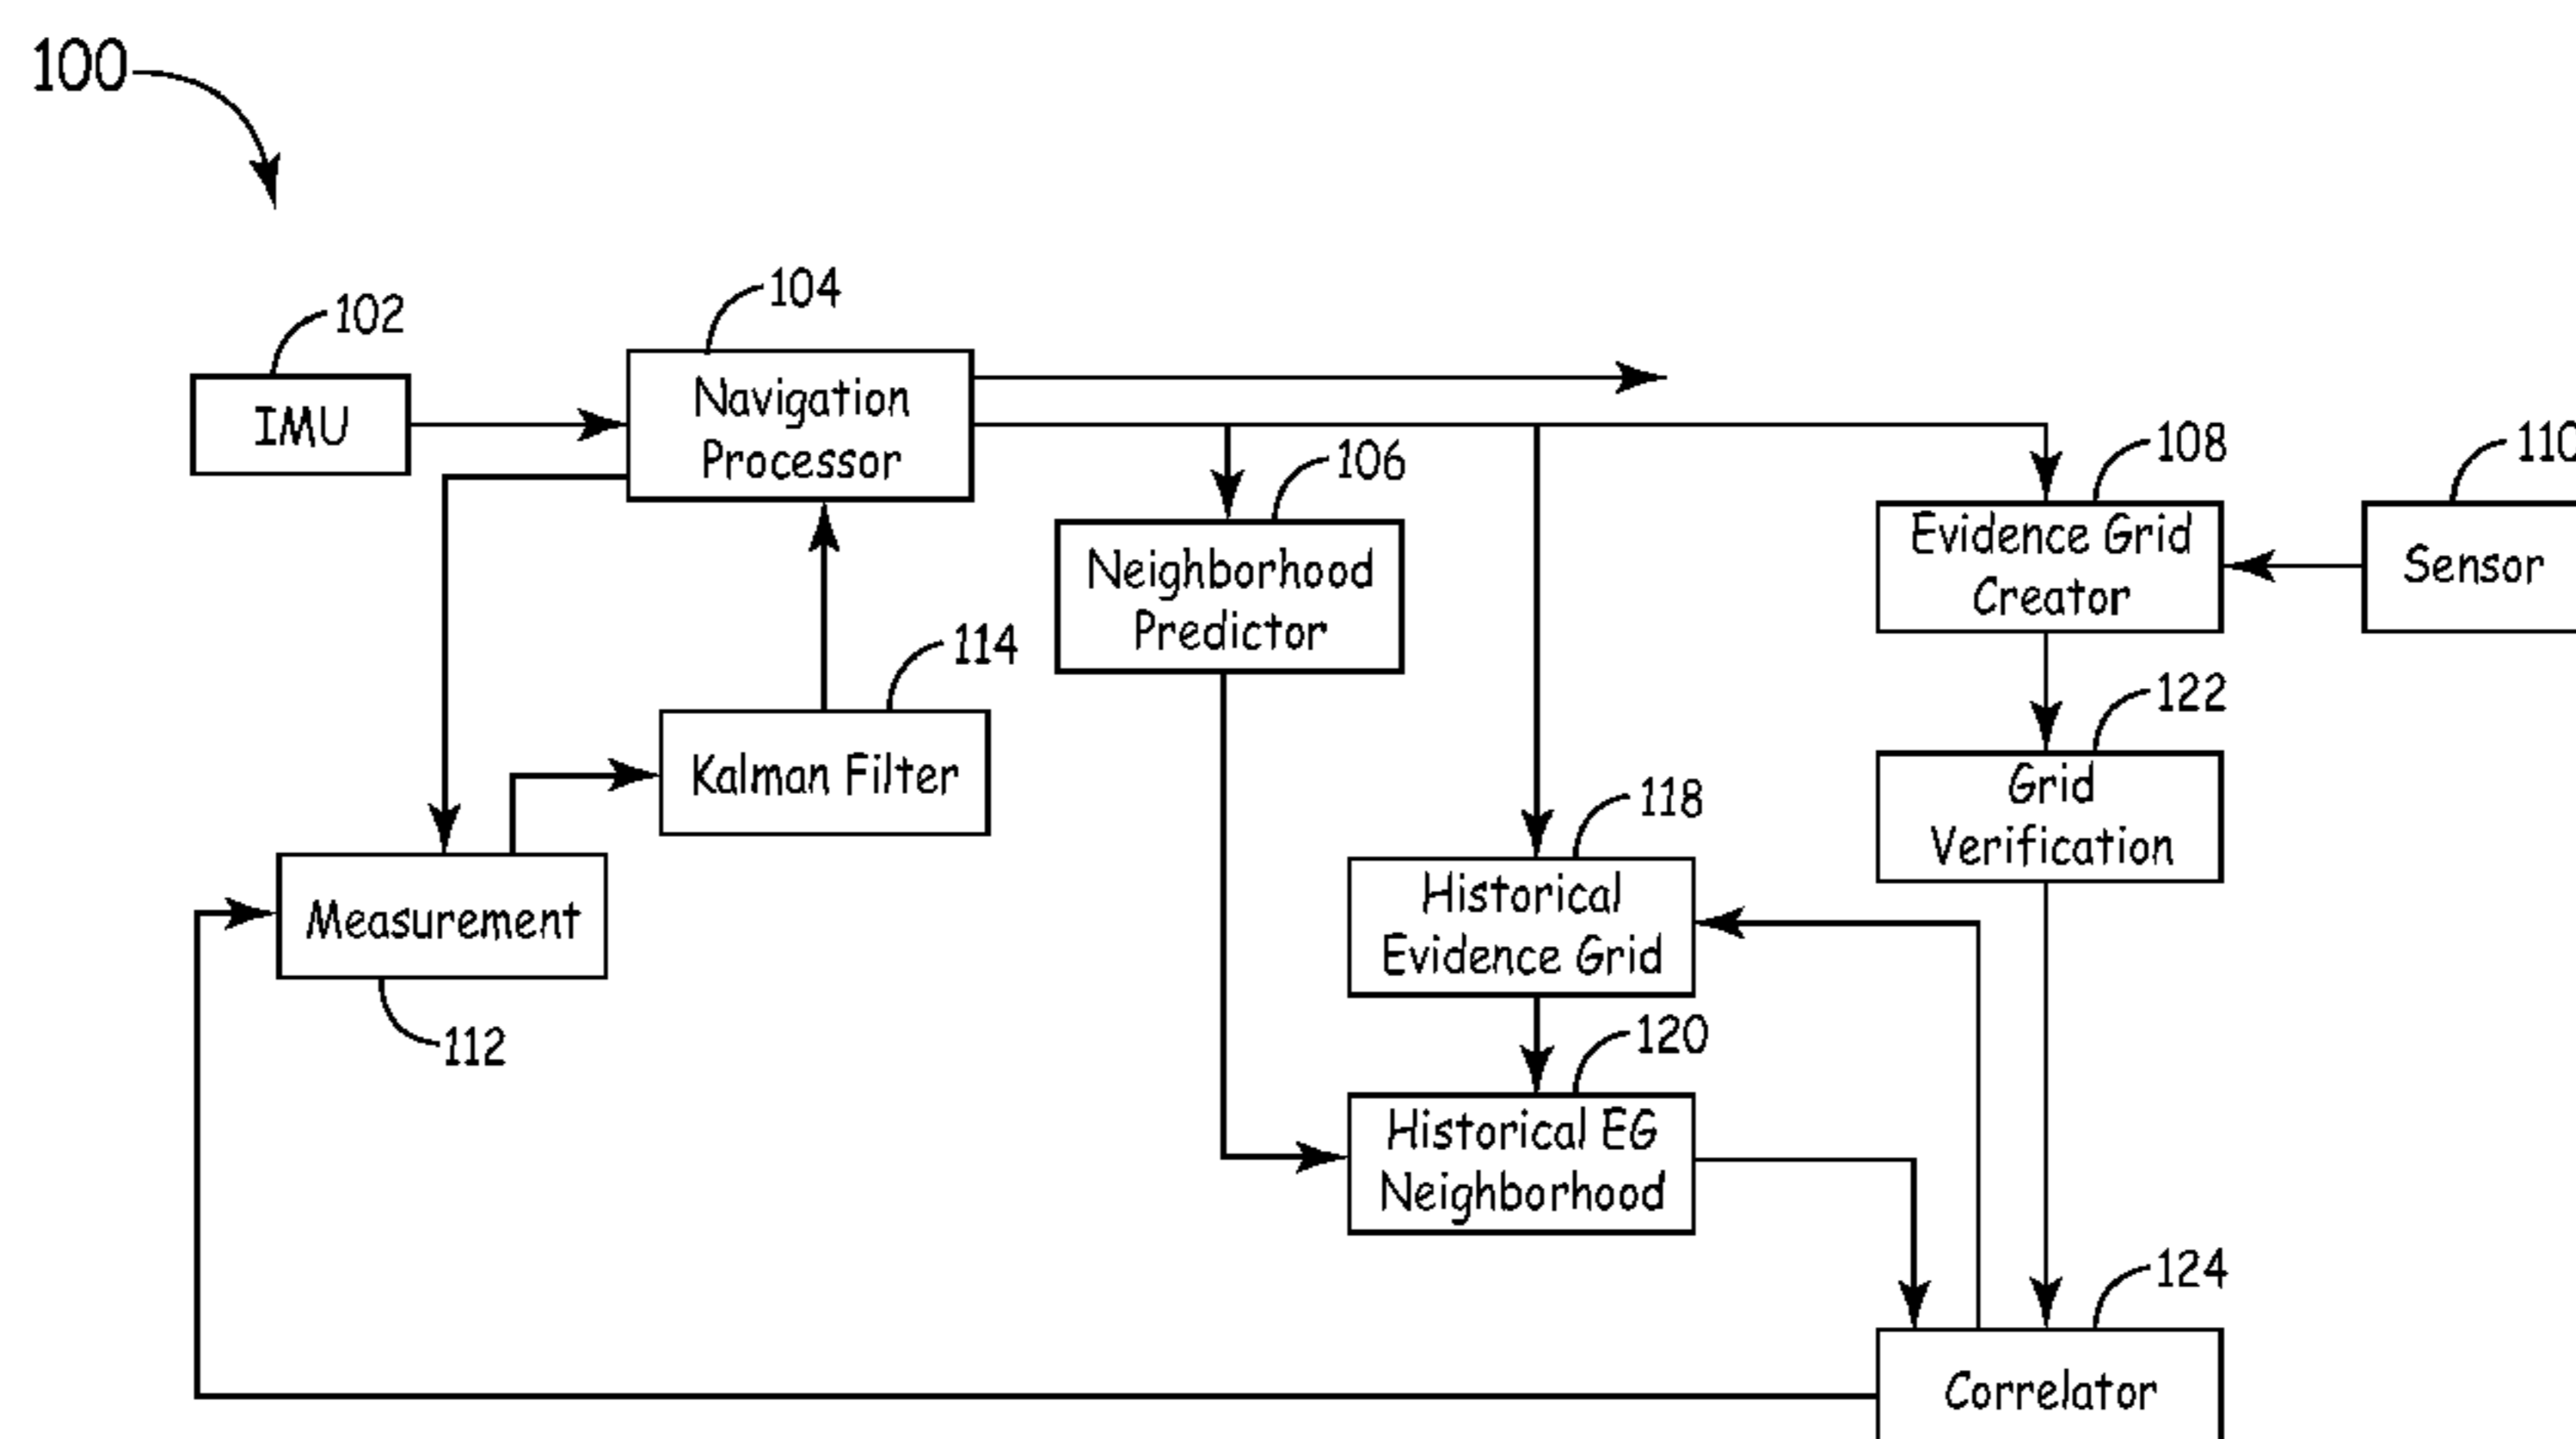 100
104
102
IMU
Navigation
Processor
106
108
110
Neighborhood
Predictor
Evidence Grid
Creator
Sensor
114
122
Kalman Filter
118
Grid
Verification
Measurement
Historical
Evidence Grid
112
120
Historical EG
Neighborhood
124
Correlator